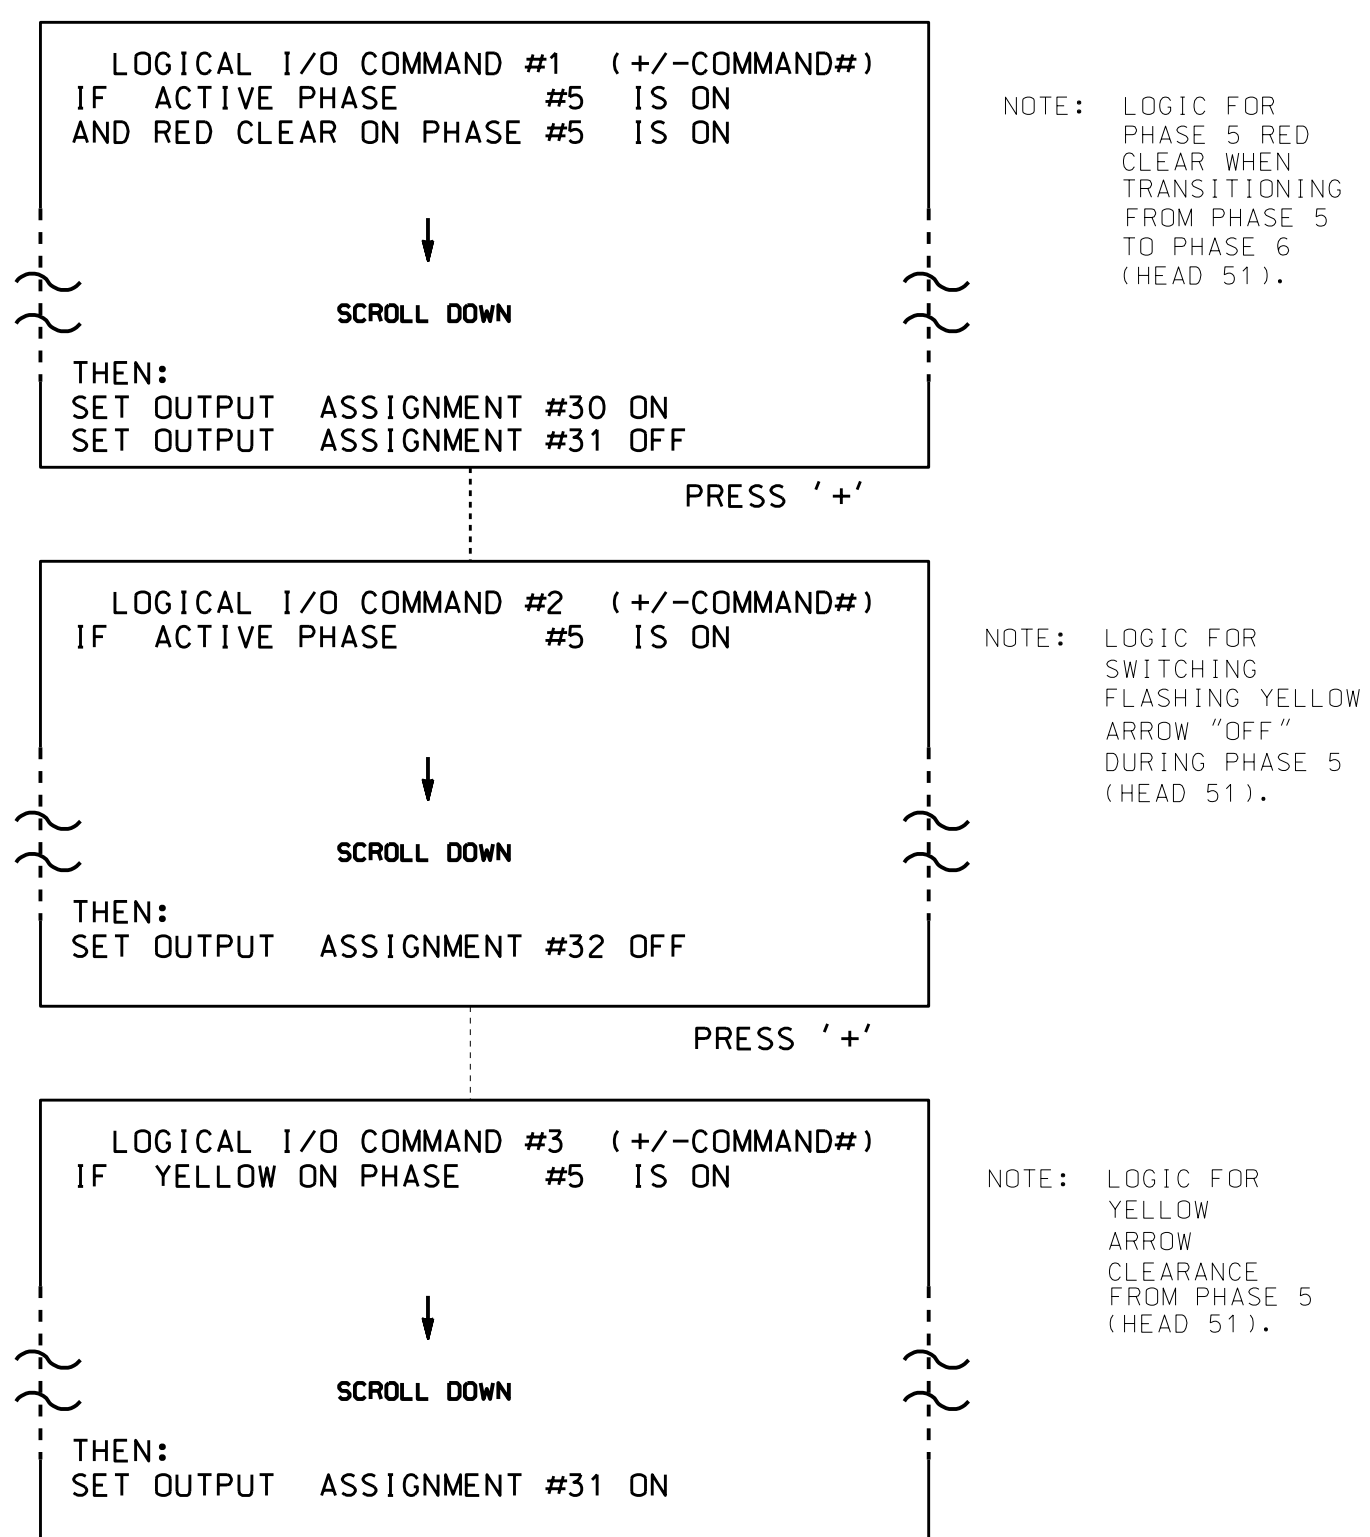 LOGICAL I/O COMMAND #1 (+/-COMMAND#)
IF ACTIVE PHASE #5 IS ON
AND RED CLEAR ON PHASE #5 IS ON
SCROLL DOWN
THEN:
SET OUTPUT ASSIGNMENT #30 ON
SET OUTPUT ASSIGNMENT #31 OFF
NOTE: LOGIC FOR
PHASE 5 RED
CLEAR WHEN
TRANSITIONING
FROM PHASE 5
TO PHASE 6
(HEAD 51).
PRESS '+'
LOGICAL I/O COMMAND #2 (+/-COMMAND#)
IF ACTIVE PHASE #5 IS ON
SCROLL DOWN
THEN:
SET OUTPUT ASSIGNMENT #32 OFF
NOTE: LOGIC FOR
SWITCHING
FLASHING YELLOW
ARROW "OFF"
DURING PHASE 5
(HEAD 51).
PRESS '+'
LOGICAL I/O COMMAND #3 (+/-COMMAND#)
IF YELLOW ON PHASE #5 IS ON
SCROLL DOWN
THEN:
SET OUTPUT ASSIGNMENT #31 ON
NOTE: LOGIC FOR
YELLOW
ARROW
CLEARANCE
FROM PHASE 5
(HEAD 51).